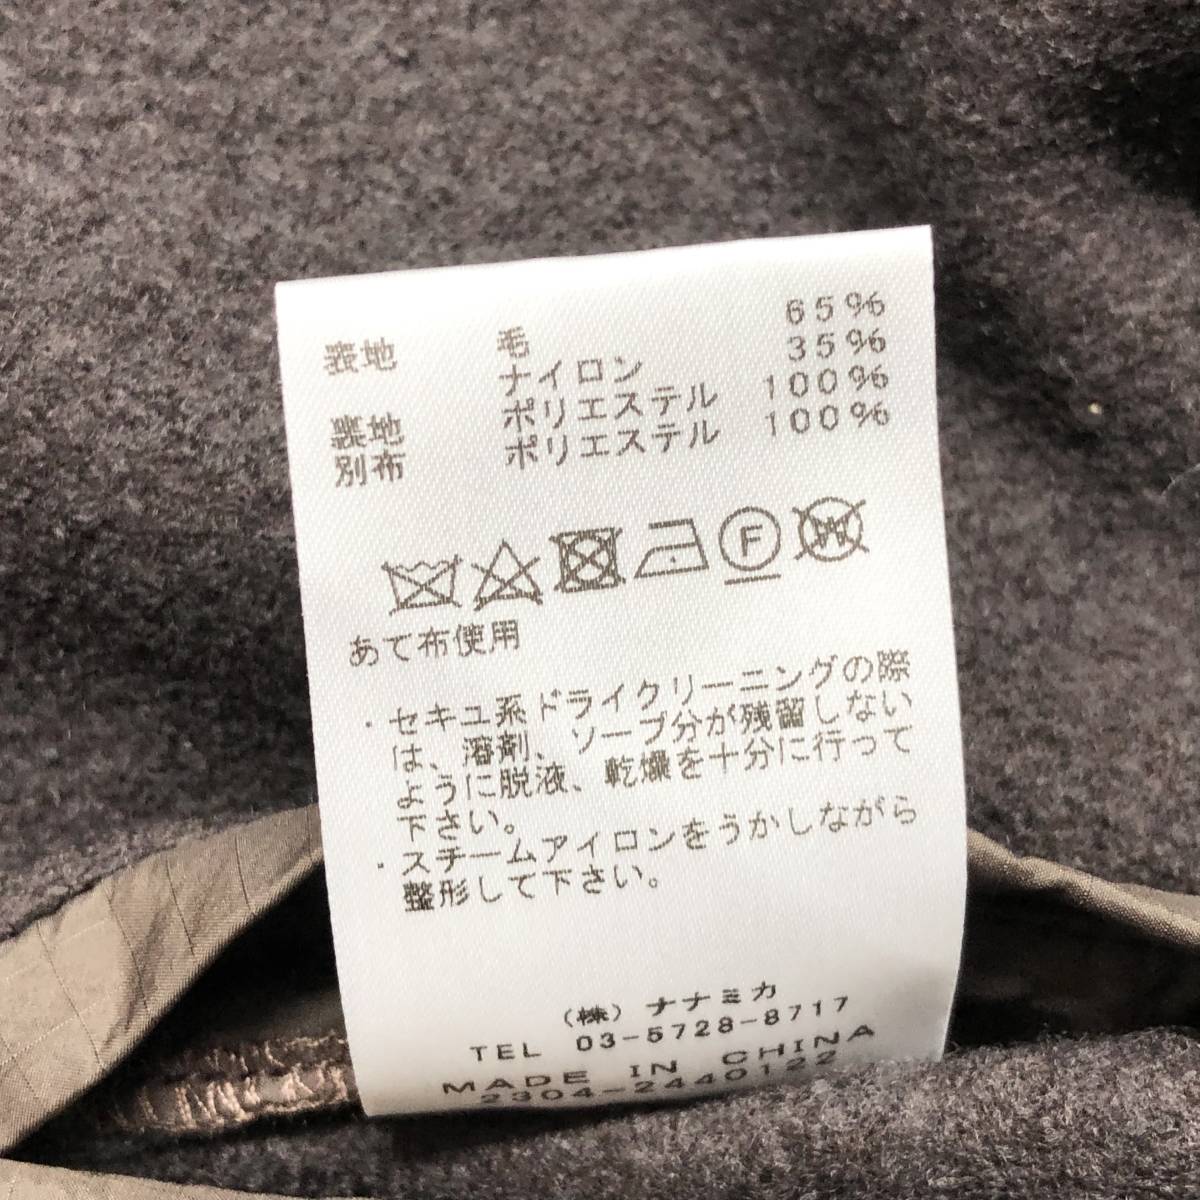 表地 毛 65%
ナイロン 35%
裏地 ポリエステル 100%
別布 ポリエステル 100%
F W
あて布使用
・セキユ系ドライクリーニングの際
は、溶剤、ソープ分が残留しない
ように脱液、乾燥を十分に行って
下さい。
・スチームアイロンをうかしながら
整形して下さい。
(株) ナナミカ
TEL 03-5728-8717
MADE IN CHINA
2304-2440122